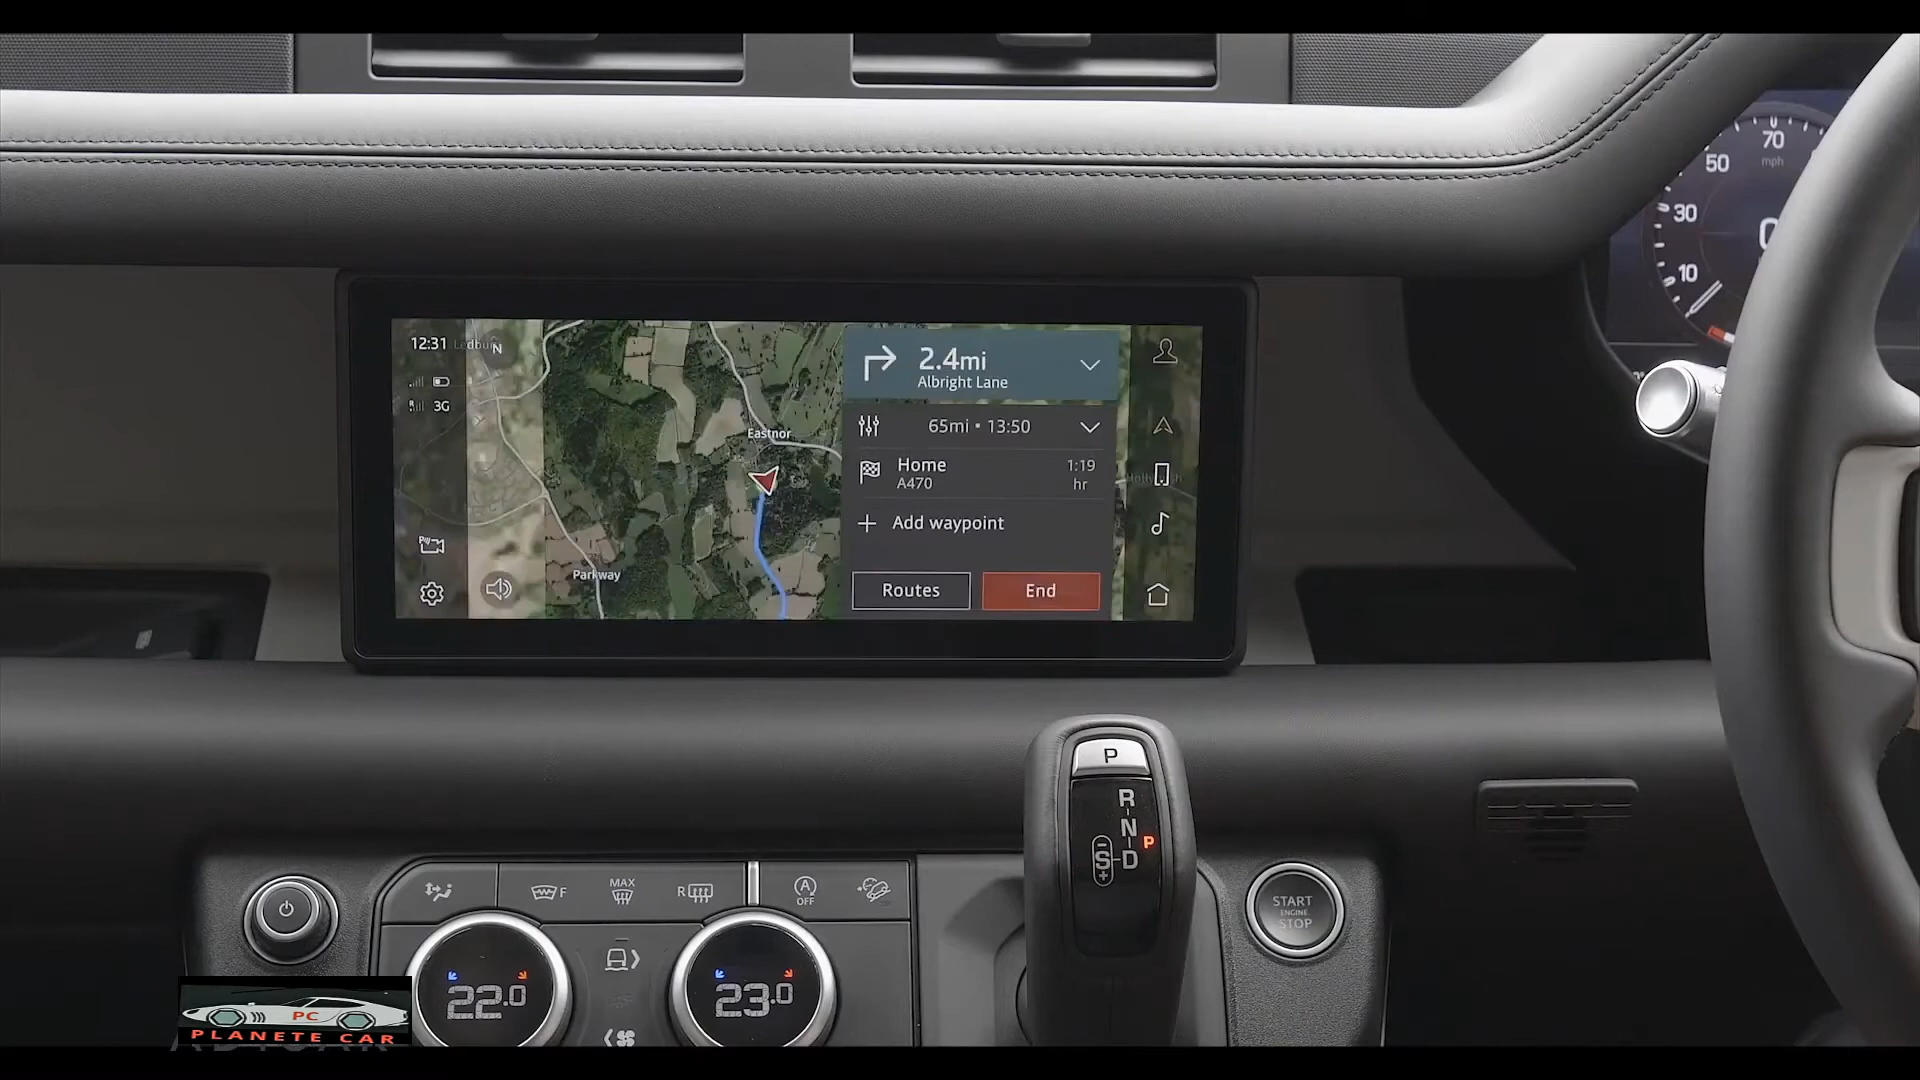 70
mph
50
30
10
12:31
N
3G
Eastnor
Parkway
2.4mi
Albright Lane
65mi • 13:50
Home
1:19
A470
hr
Add waypoint
Routes
End
P
R
N
P
S
D
F
MAX
R
A
OFF
START
ENGINE
STOP
22.0
23.0
PC
PLANETE CAR